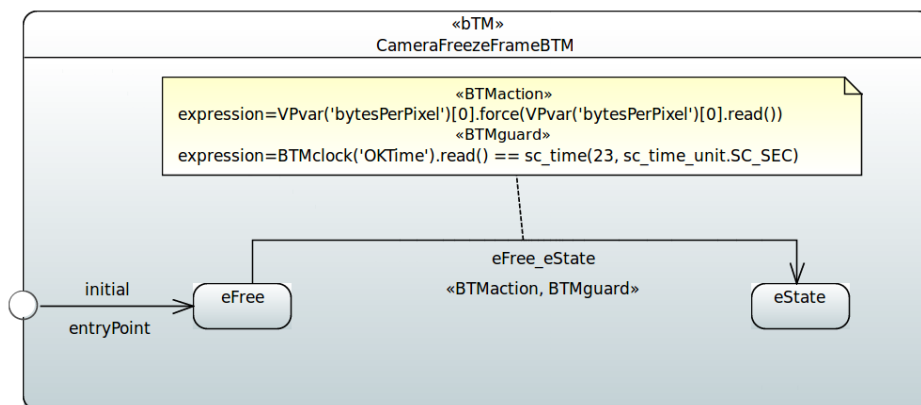 «bTM»
CameraFreezeFrameBTM
«BTMaction»
expression=VPvar('bytesPerPixel')[0].force(VPvar('bytesPerPixel')[0].read())
«BTMguard»
expression=BTMclock('OKTime').read() == sc_time(23, sc_time_unit.SC_SEC)
eFree_eState
«BTMaction, BTMguard»
initial
entryPoint
eFree
eState